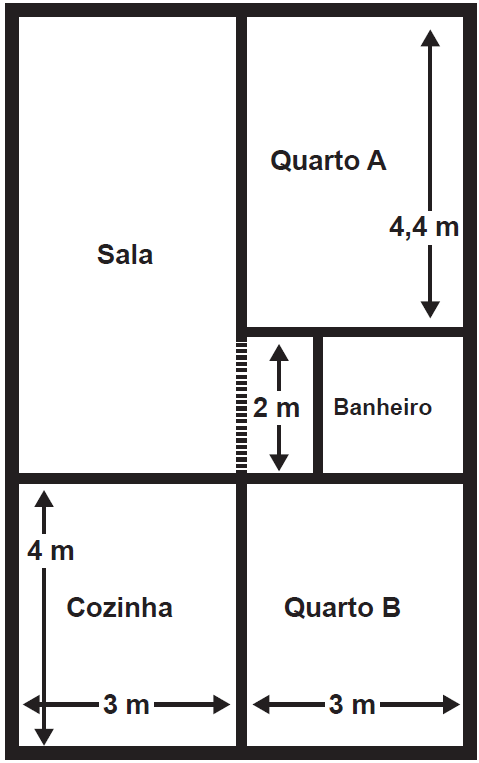 Quarto A
4,4 m
Sala
2 m
Banheiro
4 m
Cozinha
Quarto B
3 m
3 m